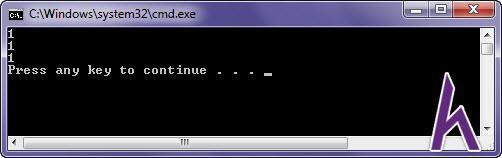 C:\Windows\system32\cmd.exe
1
1
1
Press any key to continue . . . _